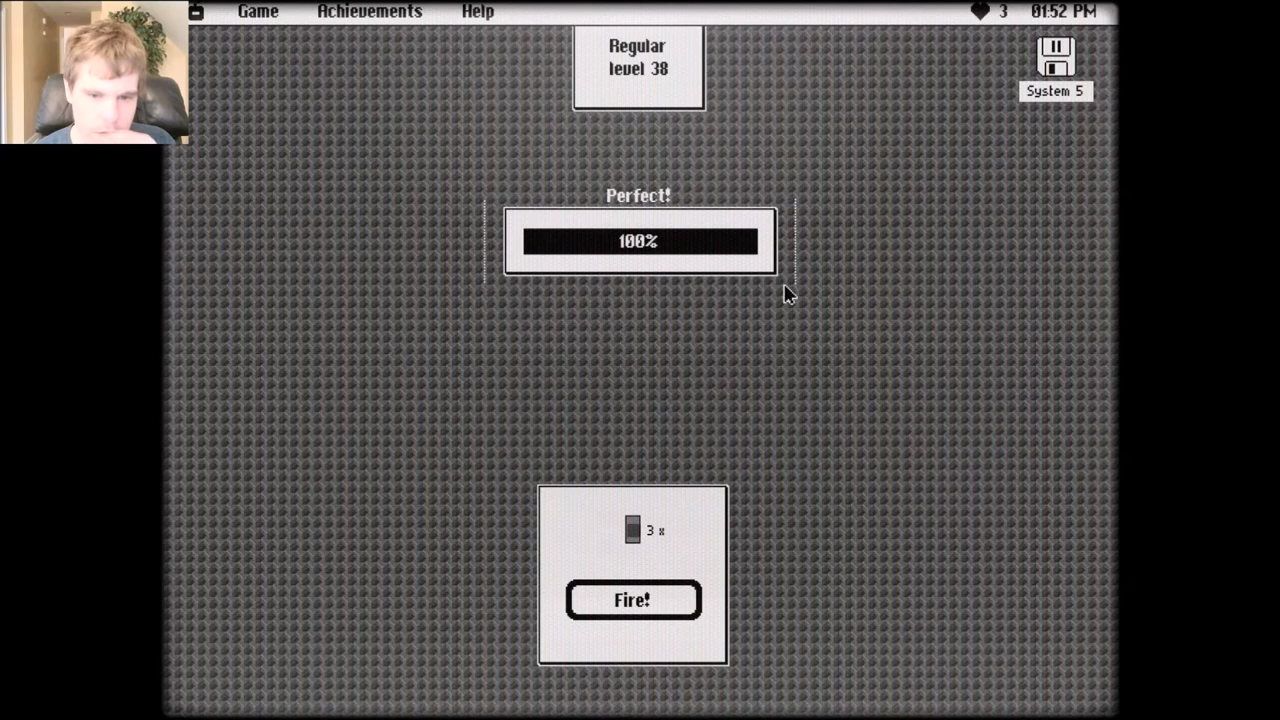 Game Achievements Help 3 01:52 PM
Regular
level 38
System 5
Perfect!
100%
3 x
Fire!